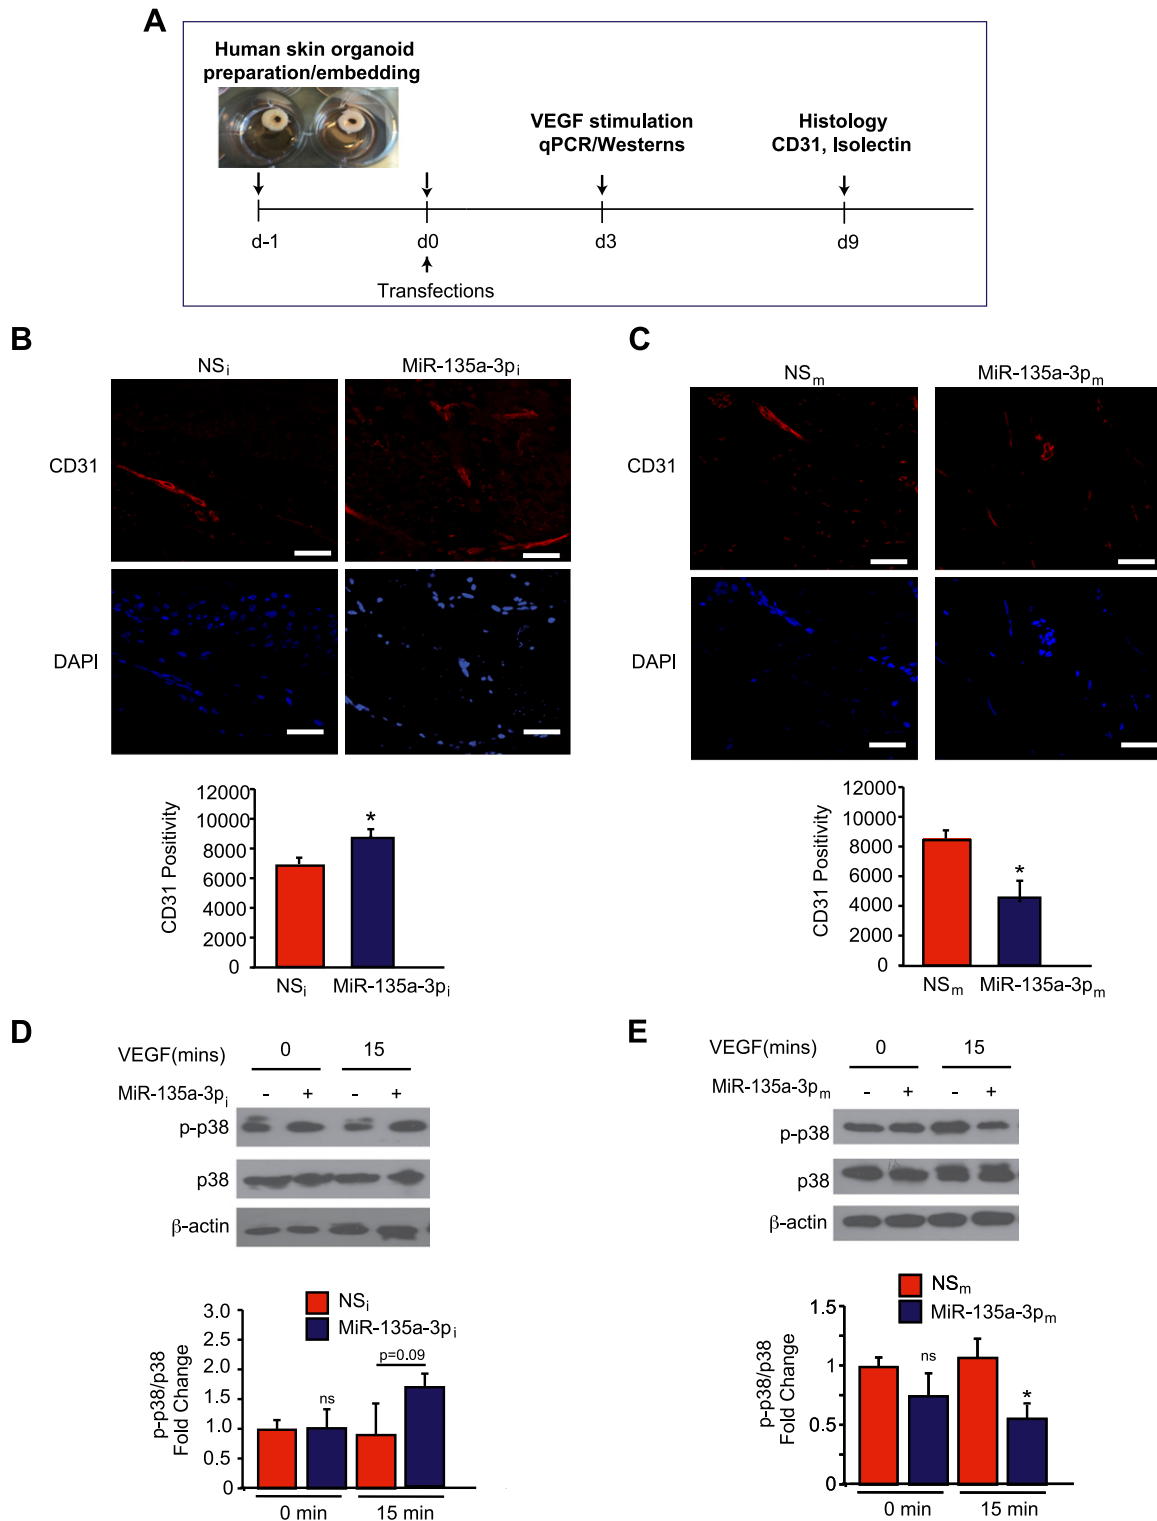 A
Human skin organoid
preparation/embedding
VEGF stimulation
qPCR/Westerns
Histology
CD31, Isolectin
d-1
d0
d3
d9
Transfections
B
NSi
MiR-135a-3pi
CD31
DAPI
CD31 Positivity
12000
10000
8000
6000
4000
2000
0
*
NSi
MiR-135a-3pi
C
NSm
MiR-135a-3pm
CD31
DAPI
CD31 Positivity
12000
10000
8000
6000
4000
2000
0
*
NSm
MiR-135a-3pm
D
VEGF(mins)
0
15
MiR-135a-3pi
- + - +
p-p38
p38
β-actin
NSi
MiR-135a-3pi
p-p38/p38
Fold Change
3.0
2.5
2.0
1.5
1.0
0.5
0
ns
p=0.09
0 min
15 min
E
VEGF(mins)
0
15
MiR-135a-3pm
- + - +
p-p38
p38
β-actin
NSm
MiR-135a-3pm
p-p38/p38
Fold Change
1.5
1
0.5
0
ns
*
0 min
15 min